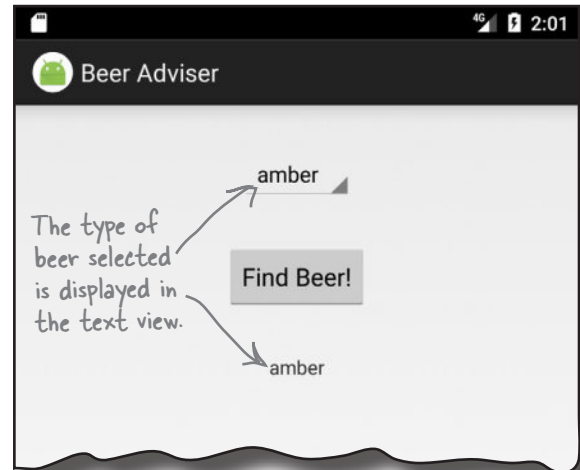 4G 2:01
Beer Adviser
amber
The type of
beer selected
is displayed in
the text view.
Find Beer!
amber